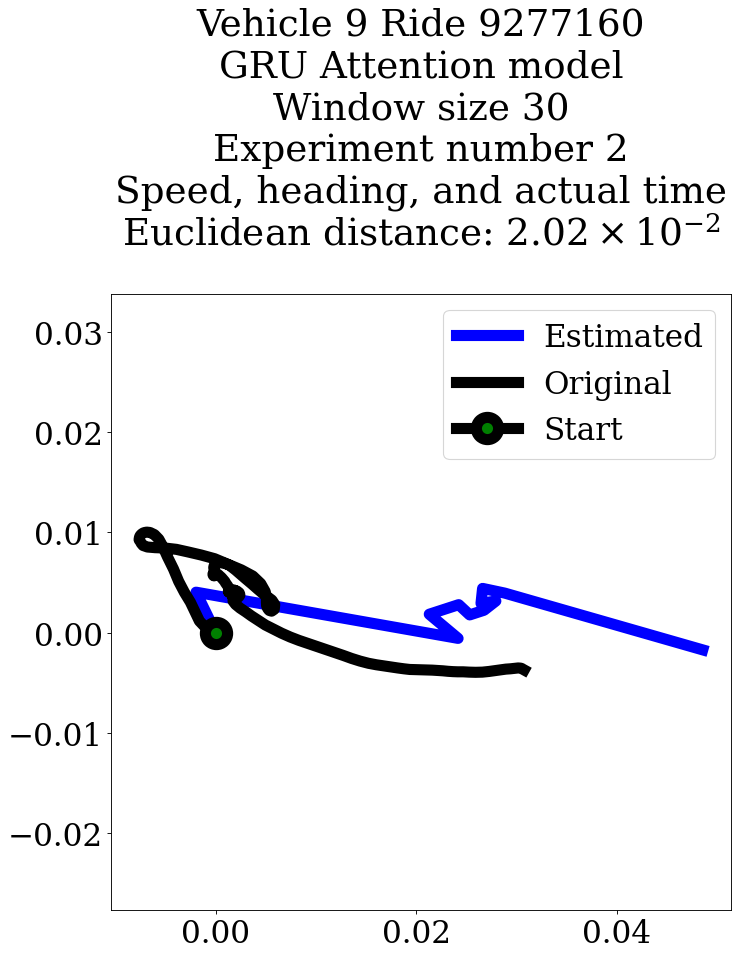 Vehicle 9 Ride 9277160
GRU Attention model
Window size 30
Experiment number 2
Speed, heading, and actual time
Euclidean distance: 2.02 × 10⁻²
Estimated
Original
Start
0.03
0.02
0.01
0.00
−0.01
−0.02
0.00 0.02 0.04